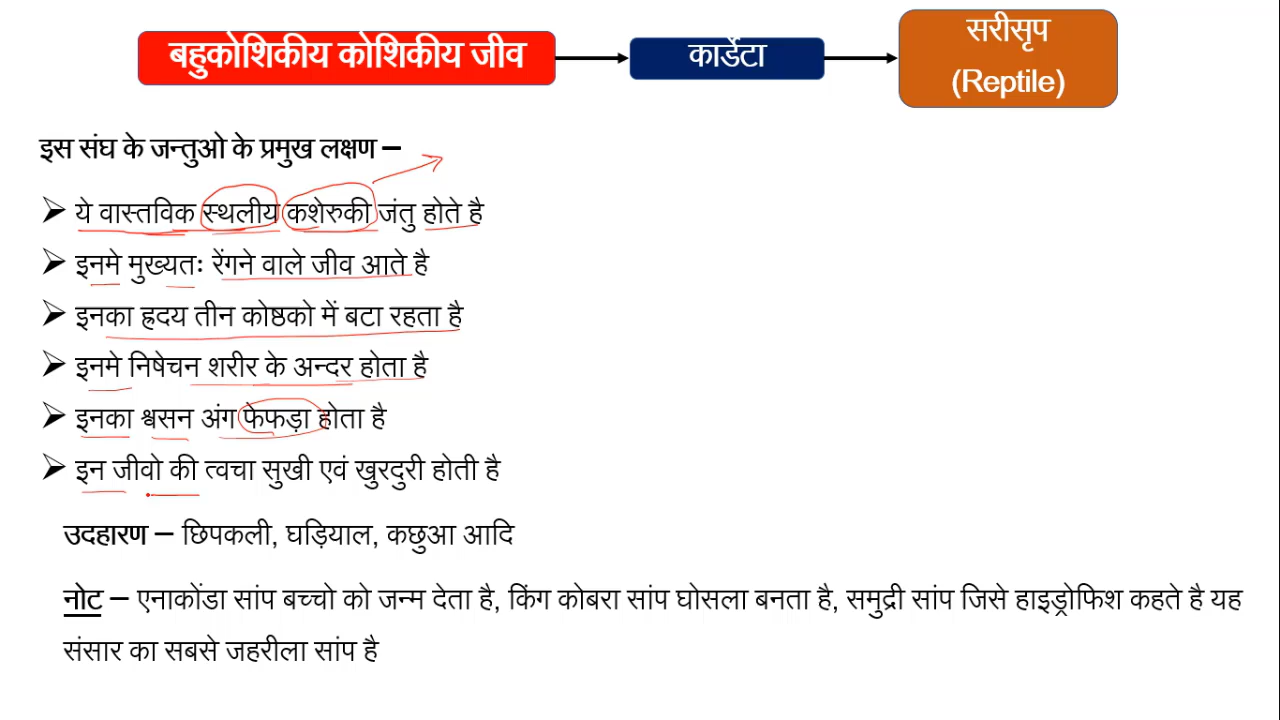 बहुकोशिकीय कोशिकीय जीव
कार्डेटा
सरीसृप
(Reptile)
इस संघ के जन्तुओ के प्रमुख लक्षण –
➢ ये वास्तविक स्थलीय कशेरुकी जंतु होते है
➢ इनमे मुख्यतः रेंगने वाले जीव आते है
➢ इनका ह्रदय तीन कोष्ठको में बटा रहता है
➢ इनमे निषेचन शरीर के अन्दर होता है
➢ इनका श्वसन अंग फेफड़ा होता है
➢ इन जीवो की त्वचा सुखी एवं खुरदुरी होती है
उदहारण – छिपकली, घड़ियाल, कछुआ आदि
नोट – एनाकोंडा सांप बच्चो को जन्म देता है, किंग कोबरा सांप घोसला बनता है, समुद्री सांप जिसे हाइड्रोफिश कहते है यह
संसार का सबसे जहरीला सांप है